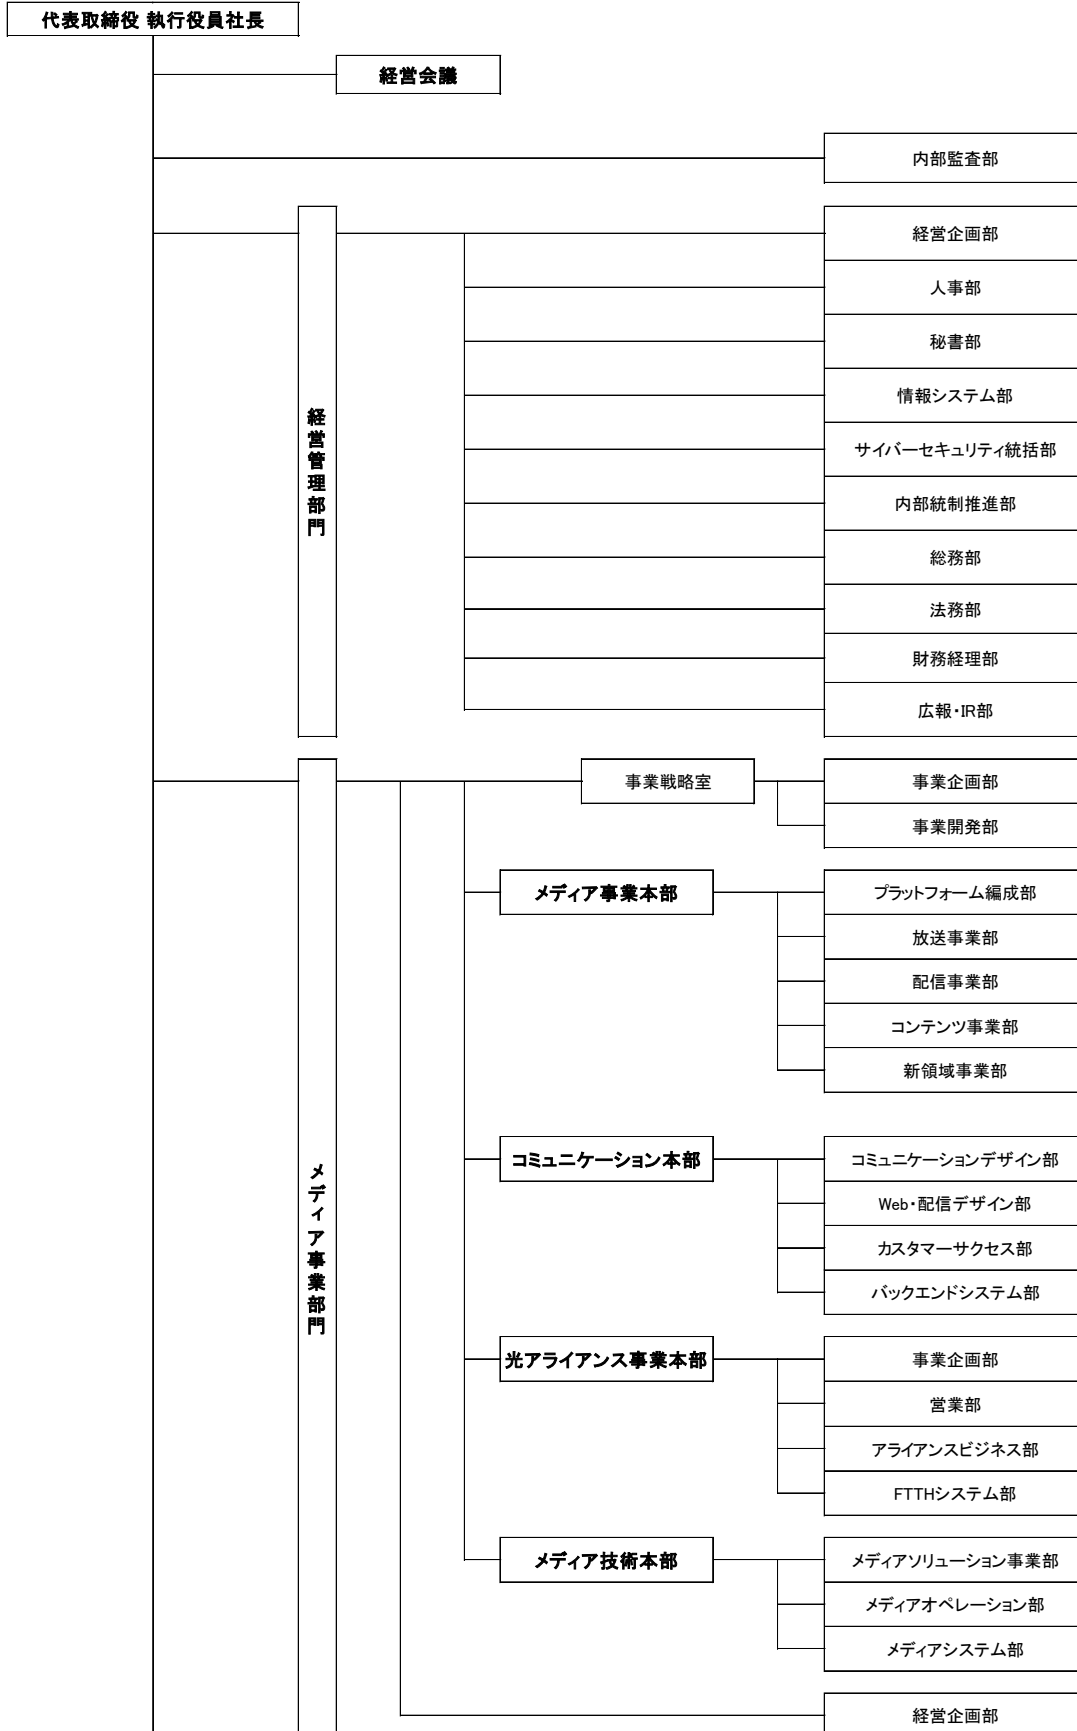 代表取締役 執行役員社長
経営会議
内部監査部
経営管理部門
経営企画部
人事部
秘書部
情報システム部
サイバーセキュリティ統括部
内部統制推進部
総務部
法務部
財務経理部
広報・IR部
メディア事業部門
事業戦略室
事業企画部
事業開発部
メディア事業本部
プラットフォーム編成部
放送事業部
配信事業部
コンテンツ事業部
新領域事業部
コミュニケーション本部
コミュニケーションデザイン部
Web・配信デザイン部
カスタマーサクセス部
バックエンドシステム部
光アライアンス事業本部
事業企画部
営業部
アライアンスビジネス部
FTTHシステム部
メディア技術本部
メディアソリューション事業部
メディアオペレーション部
メディアシステム部
経営企画部